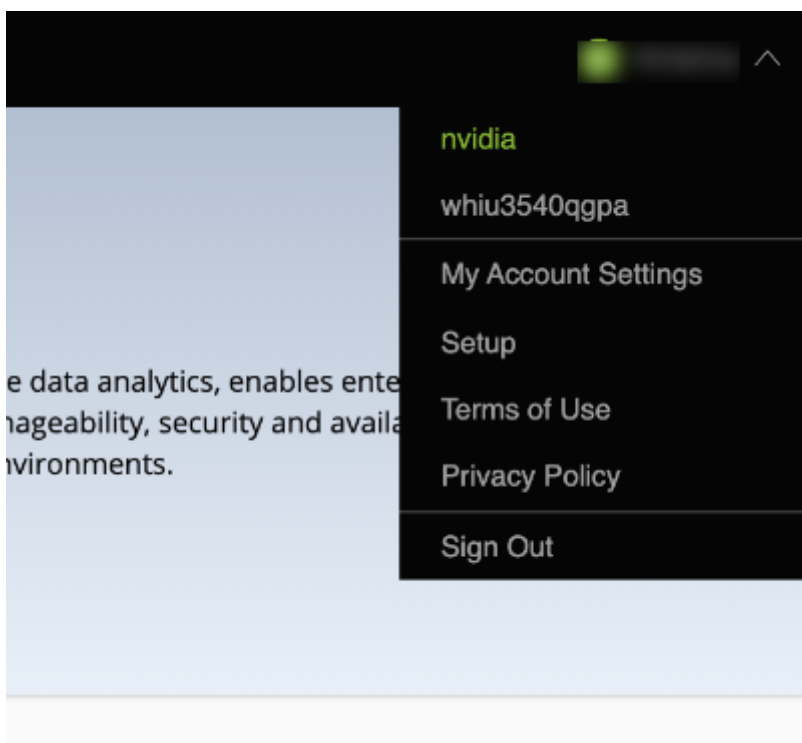 nvidia
whiu3540qgpa
My Account Settings
Setup
e data analytics, enables ente
Terms of Use
nageability, security and availa
Privacy Policy
nvironments.
Sign Out